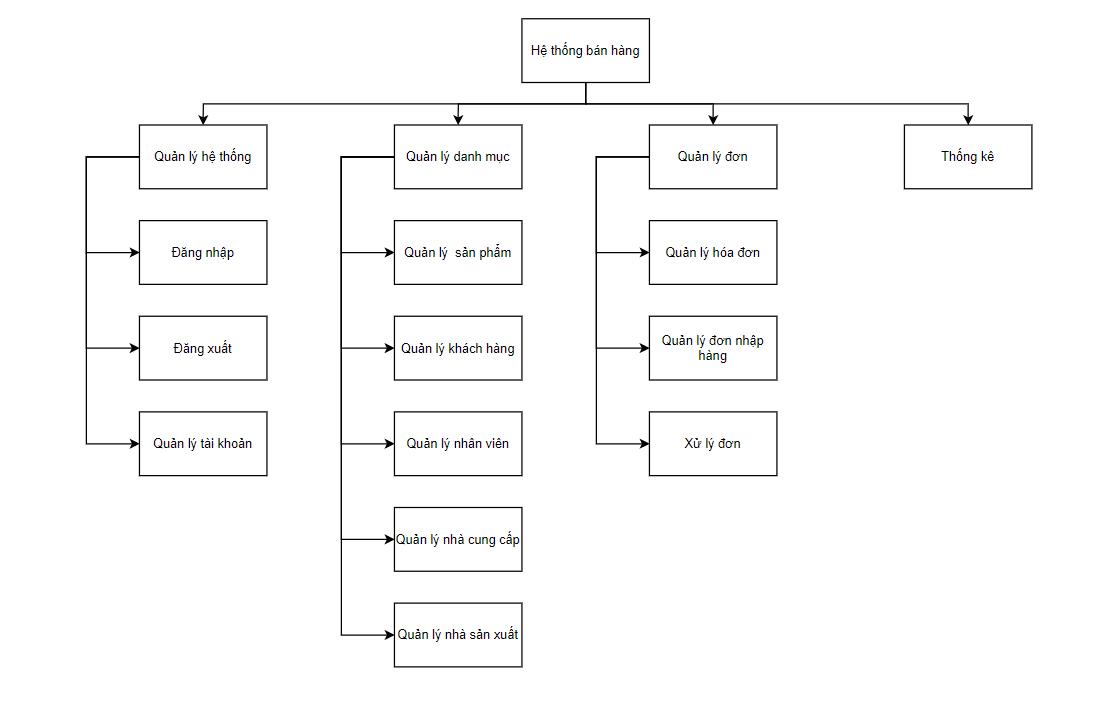 Hệ thống bán hàng
Quản lý hệ thống
Quản lý danh mục
Quản lý đơn
Thống kê
Đăng nhập
Quản lý  sản phẩm
Quản lý hóa đơn
Đăng xuất
Quản lý khách hàng
Quản lý đơn nhập
hàng
Quản lý tài khoản
Quản lý nhân viên
Xử lý đơn
Quản lý nhà cung cấp
Quản lý nhà sản xuất